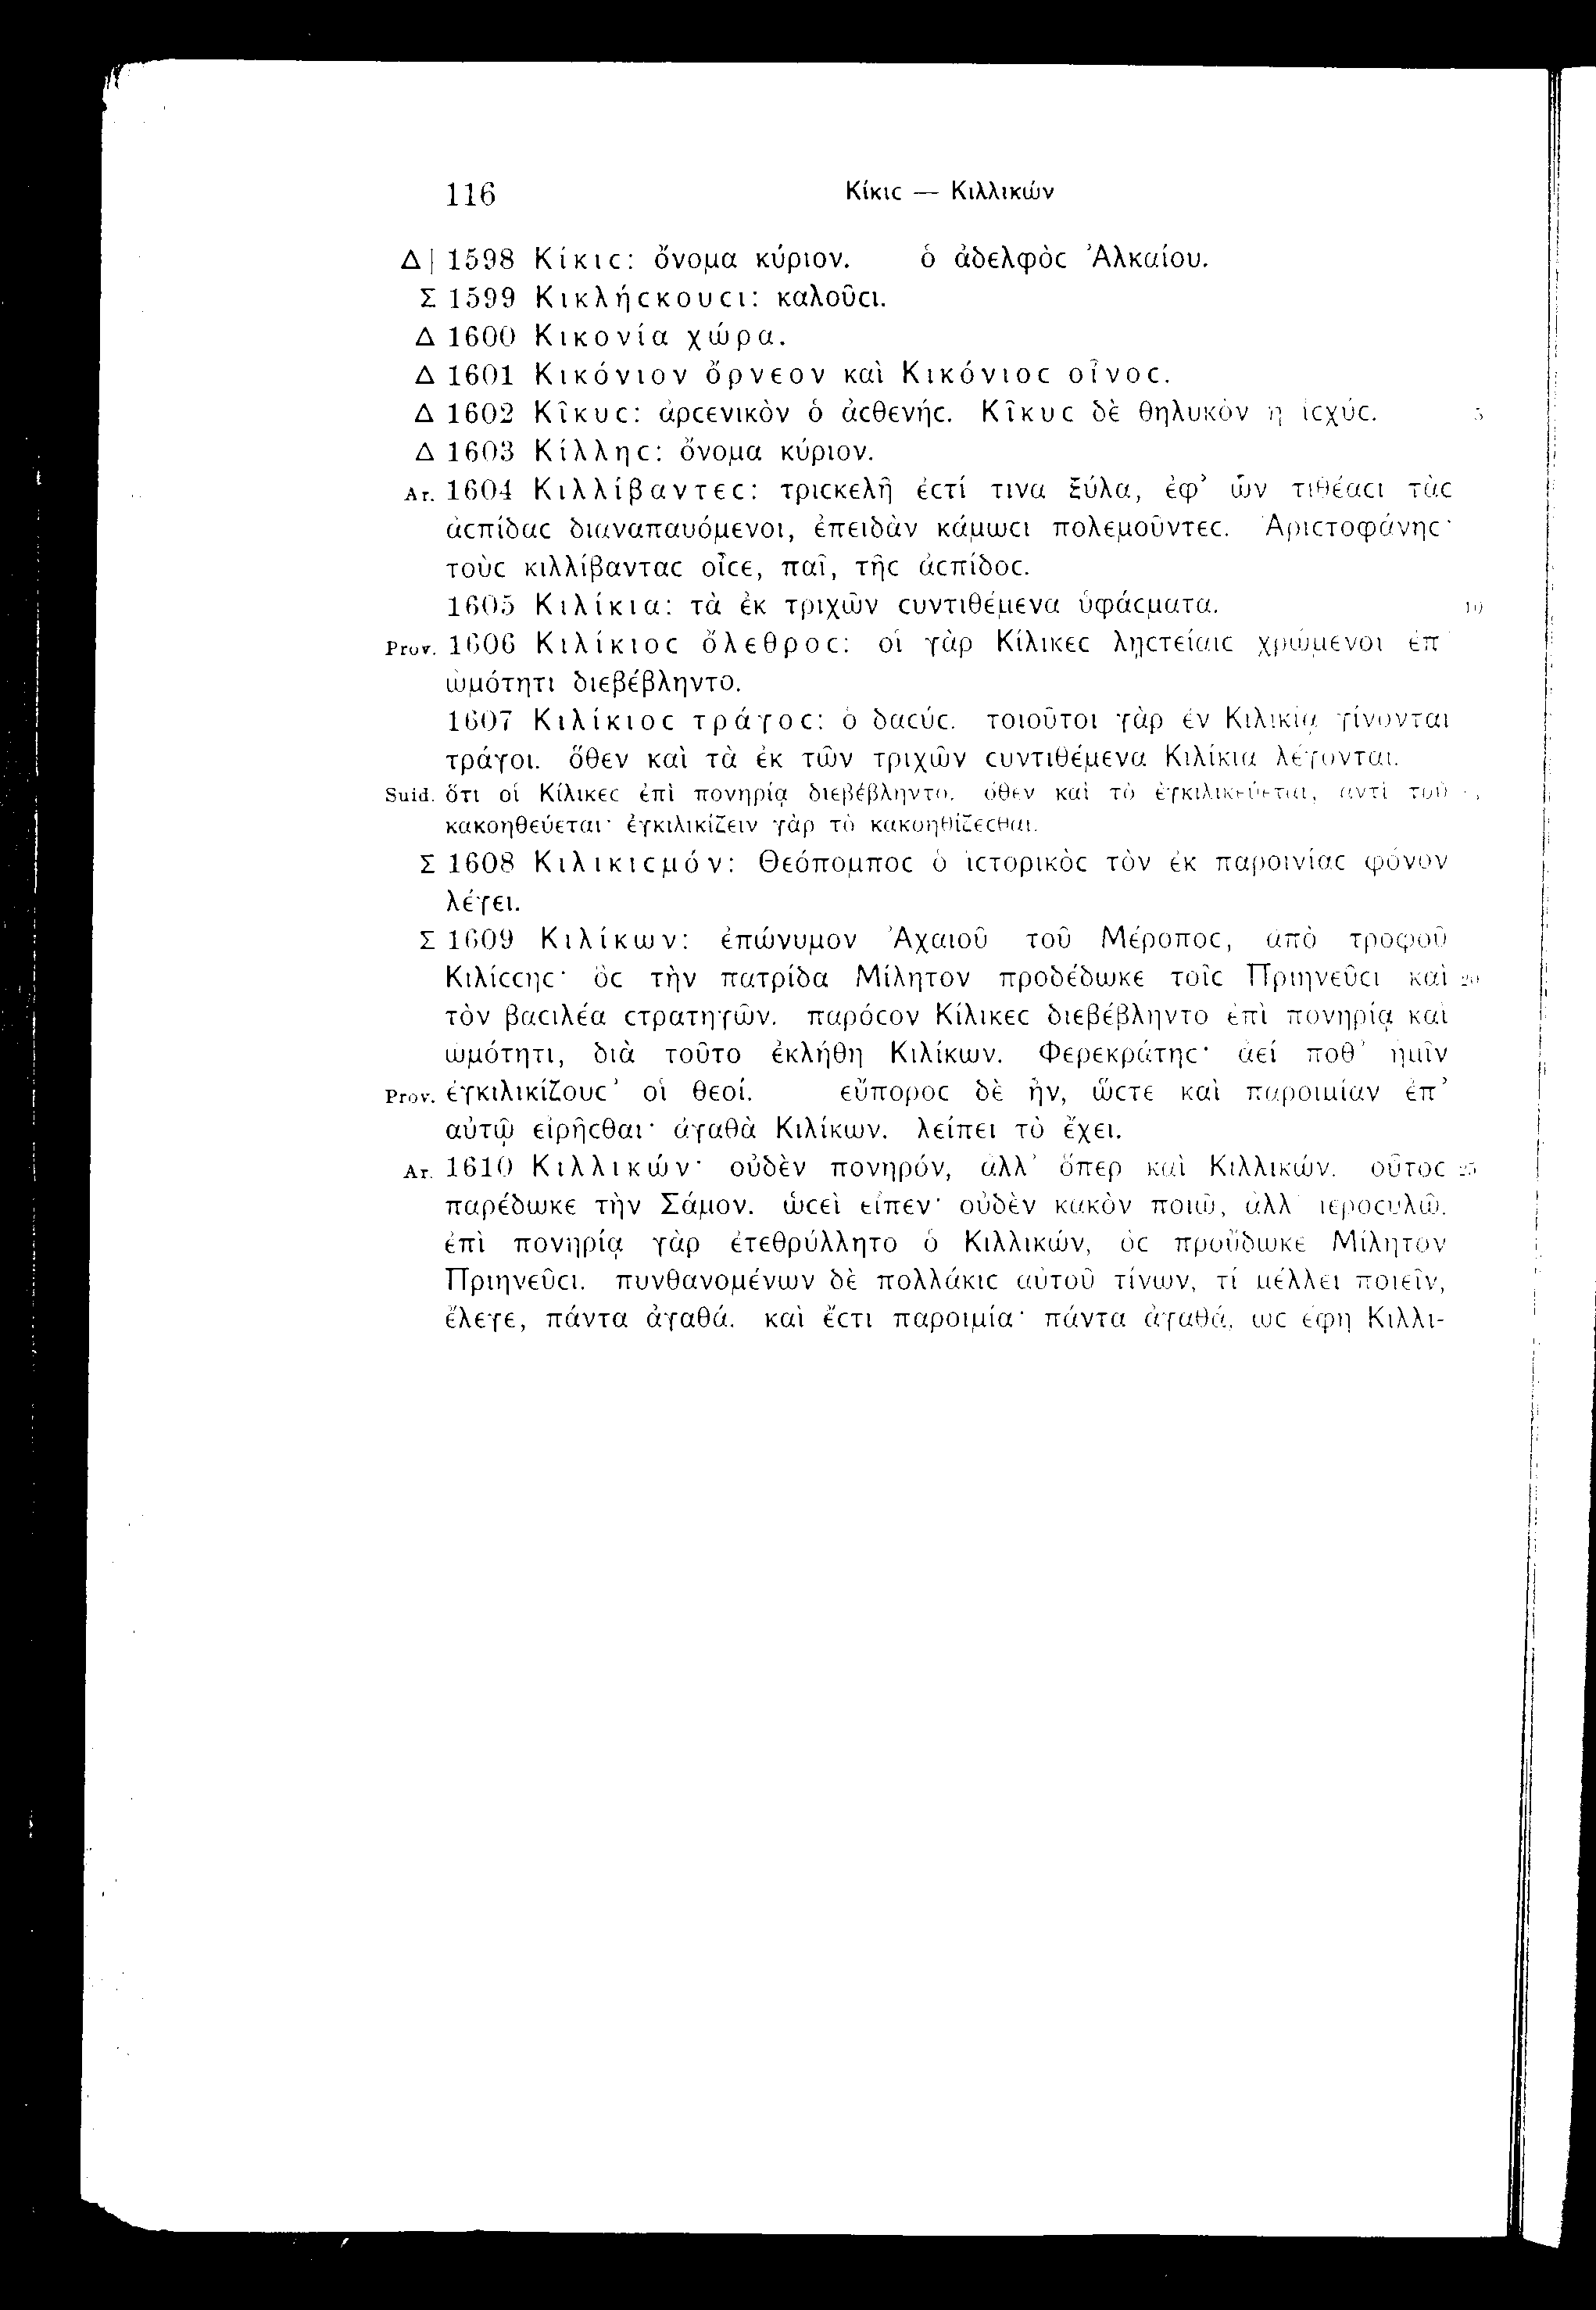 116 Κίκιϲ — Κιλλικών
Δ| 1598 Κίκιϲ: ὄνομα κύριον. ὁ ἀδελφὸϲ Ἀλκαίου.
Σ 1599 Κικλήϲκουϲι: καλοῦϲι.
Δ 1600 Κικονία χώρα.
Δ 1601 Κικόνιον ὄρνεον καὶ Κικόνιοϲ οἶνοϲ.
Δ 1602 Κῖκυϲ: ἀρϲενικὸν ὁ ἀϲθενήϲ. Κῖκυϲ δὲ θηλυκὸν ἡ ἰϲχύϲ. 5
Δ 1603 Κίλληϲ: ὄνομα κύριον.
Ar. 1604 Κιλλίβαντεϲ: τριϲκελῆ ἐϲτί τινα ξύλα, ἐφ’ ὧν τιθέαϲι τὰϲ
ἀϲπίδαϲ διαναπαυόμενοι, ἐπειδὰν κάμωϲι πολεμοῦντεϲ. Ἀριϲτοφάνηϲ·
τοὺϲ κιλλίβανταϲ οἶϲε, παῖ, τῆϲ ἀϲπίδοϲ.
1605 Κιλίκια: τὰ ἐκ τριχῶν ϲυντιθέμενα ὑφάϲματα. 10
Prov. 1606 Κιλίκιοϲ ὄλεθροϲ: οἱ γὰρ Κίλικεϲ λῃϲτείαιϲ χρώμενοι ἐπ’
ὠμότητι διεβέβληντο.
1607 Κιλίκιοϲ τράγοϲ: ὁ δαϲύϲ. τοιοῦτοι γὰρ ἐν Κιλικίᾳ γίνονται
τράγοι. ὅθεν καὶ τὰ ἐκ τῶν τριχῶν ϲυντιθέμενα Κιλίκια λέγονται.
Suid. ὅτι οἱ Κίλικεϲ ἐπὶ πονηρίᾳ διεβέβληντο. ὅθεν καὶ τὸ ἐγκιλικεύεται, ἀντὶ τοῦ
κακοηθεύεται· ἐγκιλικίζειν γὰρ τὸ κακοηθίζεϲθαι.
Σ 1608 Κιλικιϲμόν: Θεόπομποϲ ὁ ἱϲτορικὸϲ τὸν ἐκ παροινίαϲ φόνον
λέγει.
Σ 1609 Κιλίκων: ἐπώνυμον Ἀχαιοῦ τοῦ Μέροποϲ, ἀπὸ τροφοῦ
Κιλίϲϲηϲ· ὃϲ τὴν πατρίδα Μίλητον προδέδωκε τοῖϲ Πριηνεῦϲι καὶ 20
τὸν βαϲιλέα ϲτρατηγῶν. παρόϲον Κίλικεϲ διεβέβληντο ἐπὶ πονηρίᾳ καὶ
ὠμότητι, διὰ τοῦτο ἐκλήθη Κιλίκων. Φερεκράτηϲ· ἀεί ποθ’ ἡμῖν
Prov. ἐγκιλικίζουϲ’ οἱ θεοί. εὔποροϲ δὲ ἦν, ὥϲτε καὶ παροιμίαν ἐπ’
αὐτῷ εἰρῆϲθαι· ἀγαθὰ Κιλίκων. λείπει τὸ ἔχει.
Ar. 1610 Κιλλικών· οὐδὲν πονηρόν, ἀλλ’ ὅπερ καὶ Κιλλικών. οὗτοϲ 25
παρέδωκε τὴν Σάμον. ὡϲεὶ εἶπεν· οὐδὲν κακὸν ποιῶ, ἀλλ’ ἱεροϲυλῶ.
ἐπὶ πονηρίᾳ γὰρ ἐτεθρύλλητο ὁ Κιλλικών, ὃϲ προὔδωκε Μίλητον
Πριηνεῦϲι. πυνθανομένων δὲ πολλάκιϲ αὐτοῦ τίνων, τί μέλλει ποιεῖν,
ἔλεγε, πάντα ἀγαθά. καὶ ἔϲτι παροιμία· πάντα ἀγαθά, ὡϲ ἔφη Κιλλι-